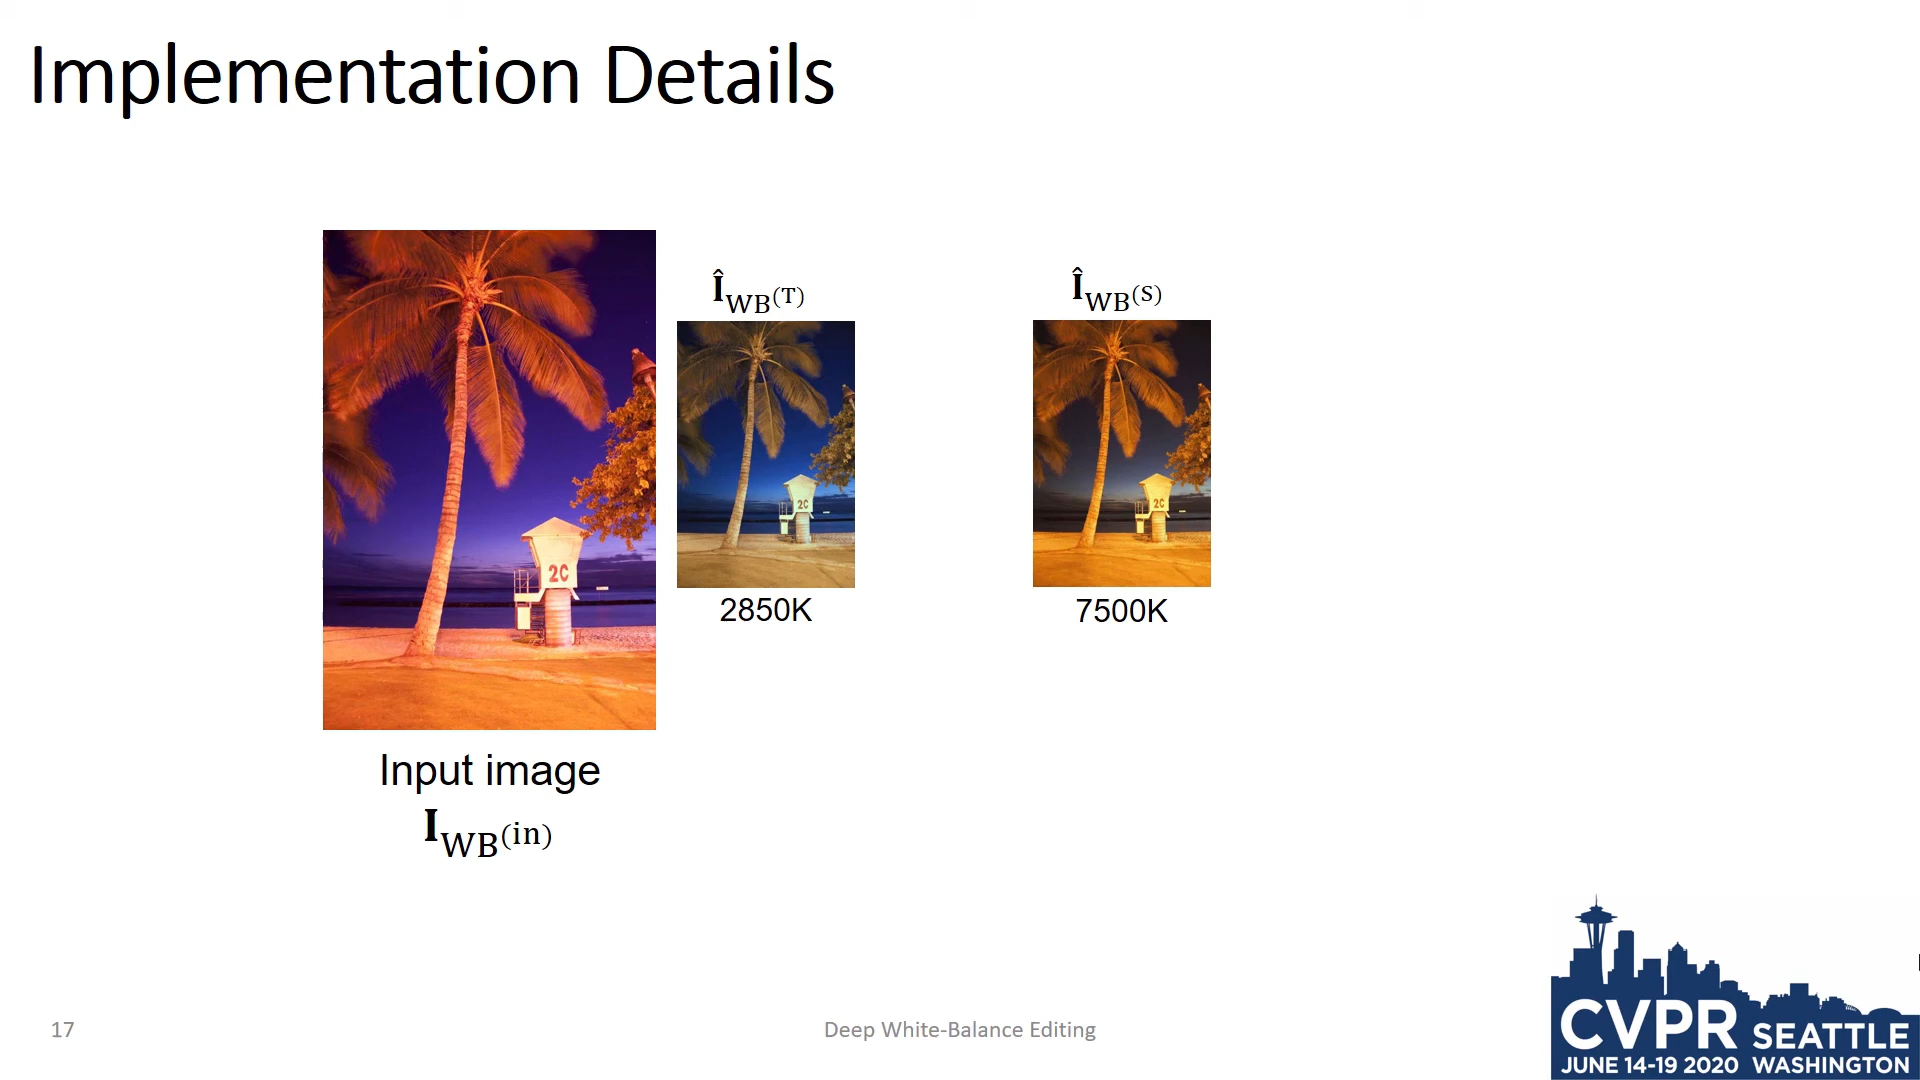 Implementation Details
Î_WB(T)
Î_WB(S)
2C
2C
2C
2850K
7500K
Input image
I_WB(in)
17
Deep White-Balance Editing
CVPR SEATTLE
JUNE 14-19 2020 WASHINGTON